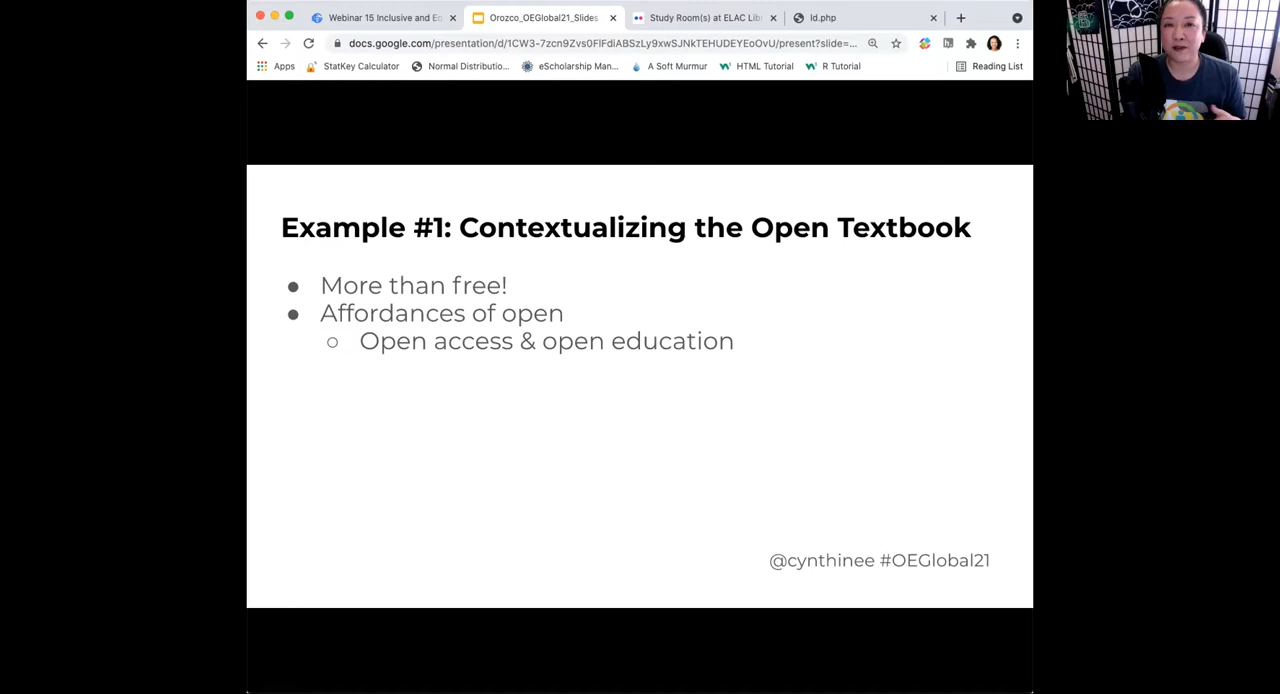 Webinar 15 Inclusive and Eq
Orozco_OEGlobal21_Slides
Study Room(s) at ELAC Libr
ld.php
docs.google.com/presentation/d/1CW3-7zcn9Zvs0FlFdiABSzLy9xwSJNkTEHUDEYEoOvU/present?slide=...
Apps
StatKey Calculator
Normal Distributio...
eScholarship Man...
A Soft Murmur
HTML Tutorial
R Tutorial
Reading List
Example #1: Contextualizing the Open Textbook
● More than free!
● Affordances of open
○ Open access & open education
@cynthinee #OEGlobal21